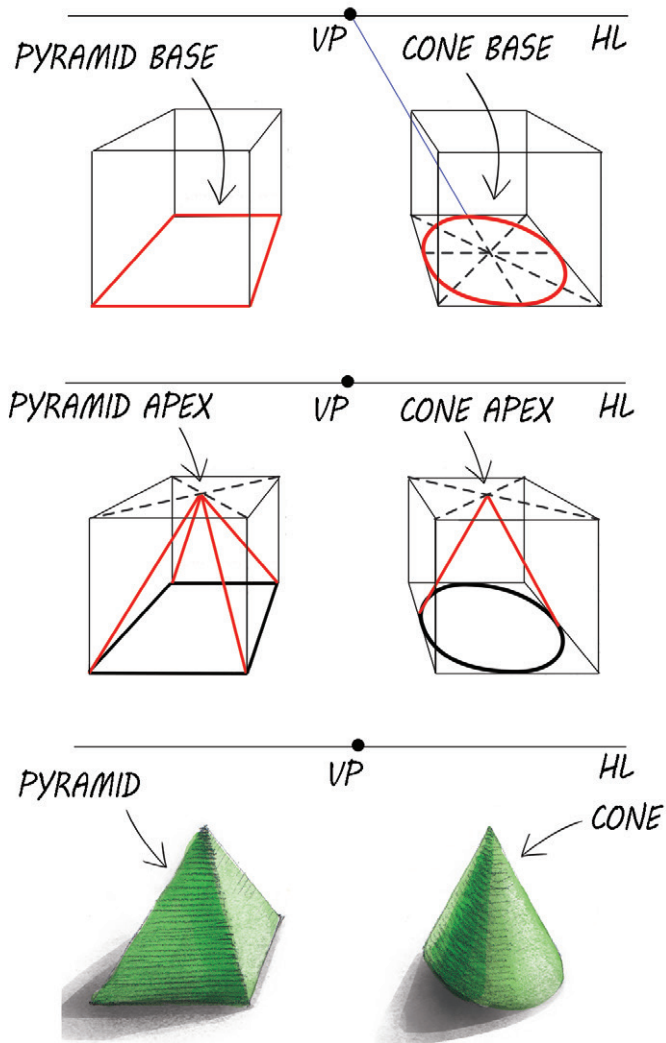 VP
HL
PYRAMID BASE
CONE BASE
VP
HL
PYRAMID APEX
CONE APEX
VP
HL
PYRAMID
CONE